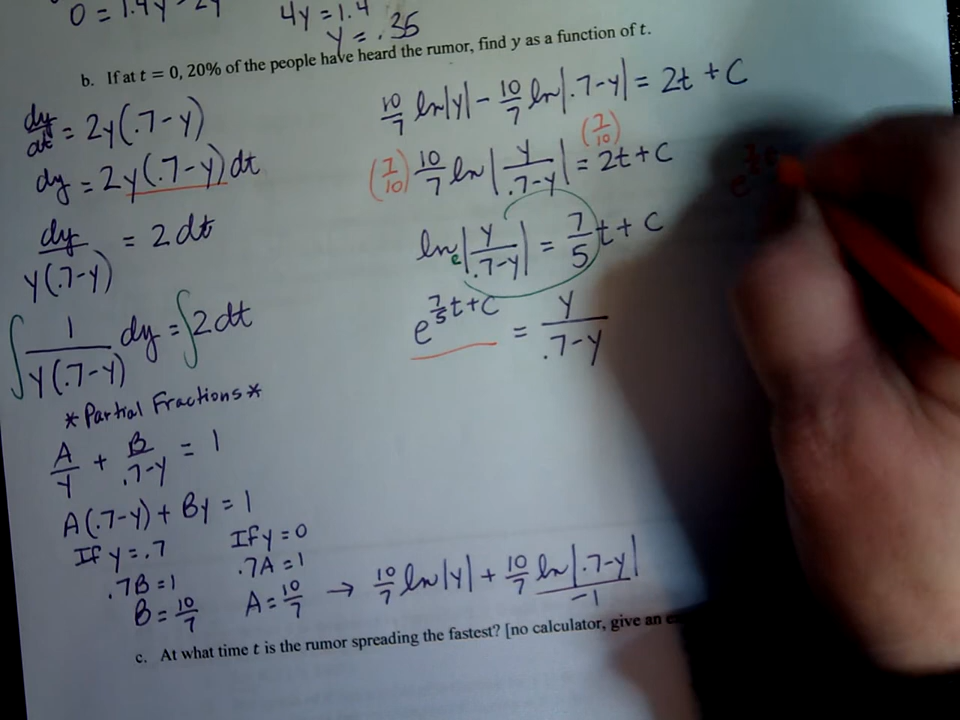 0 = 1.4y 2y
4y = 1.4
y = .35
b. If at t = 0, 20% of the people have heard the rumor, find y as a function of t.
dy/dt = 2y(.7-y)
dy = 2y(.7-y)dt
dy/y(.7-y) = 2dt
∫ 1/y(.7-y) dy = ∫2dt
*Partial Fractions*
A/y + B/.7-y = 1
A(.7-y) + By = 1
If y = .7
.7B = 1
B = 10/7
If y = 0
.7A = 1
A = 10/7
→ 10/7 ln|y| + 10/7 ln|.7-y|/-1
10/7 ln|y| - 10/7 ln|.7-y| = 2t + C
(7/10) 10/7 ln|y/.7-y| = 2t + C (7/10)
ln|y/.7-y| = 7/5 t + C
e
e^(7/5 t + C) = y/.7-y
c. At what time t is the rumor spreading the fastest? [no calculator, give an